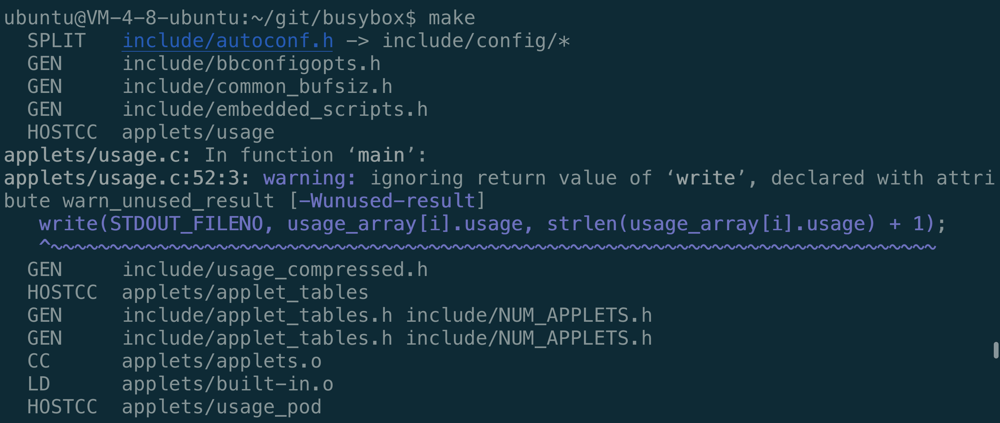 ubuntu@VM-4-8-ubuntu:~/git/busybox$ make
  SPLIT   include/autoconf.h -> include/config/*
  GEN     include/bbconfigopts.h
  GEN     include/common_bufsiz.h
  GEN     include/embedded_scripts.h
  HOSTCC  applets/usage
applets/usage.c: In function ‘main’:
applets/usage.c:52:3: warning: ignoring return value of ‘write’, declared with attri
bute warn_unused_result [-Wunused-result]
   write(STDOUT_FILENO, usage_array[i].usage, strlen(usage_array[i].usage) + 1);
   ^~~~~~~~~~~~~~~~~~~~~~~~~~~~~~~~~~~~~~~~~~~~~~~~~~~~~~~~~~~~~~~~~~~~~~~~~~~~
  GEN     include/usage_compressed.h
  HOSTCC  applets/applet_tables
  GEN     include/applet_tables.h include/NUM_APPLETS.h
  GEN     include/applet_tables.h include/NUM_APPLETS.h
  CC      applets/applets.o
  LD      applets/built-in.o
  HOSTCC  applets/usage_pod